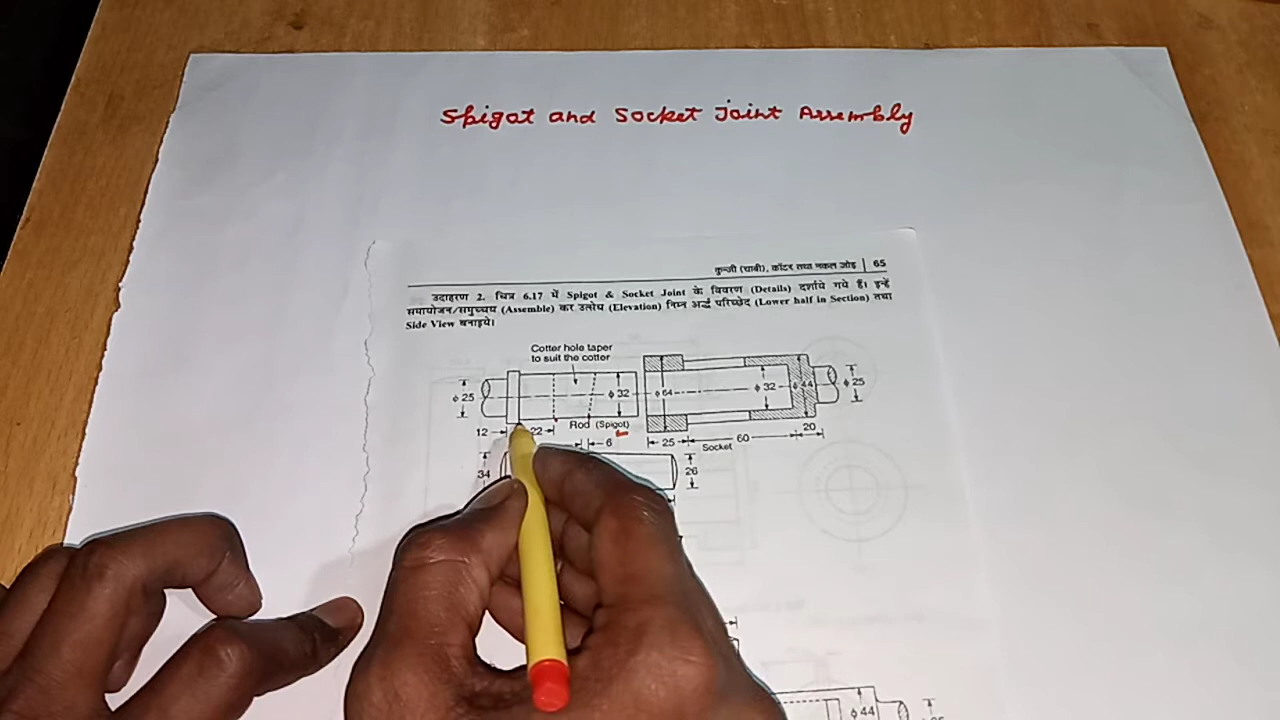 Spigot and Socket Joint Assembly
कुन्जी (चाबी), कॉटर तथा नकल जोड़ | 65
उदाहरण 2. चित्र 6.17 में Spigot & Socket Joint के विवरण (Details) दर्शाये गये हैं। इन्हें
समायोजन/समुच्चय (Assemble) कर उत्सेध (Elevation) निम्न अर्द्ध परिच्छेद (Lower half in Section) तथा
Side View बनाइये।
Cotter hole taper
to suit the cotter
ϕ 25 ϕ 32 ϕ 64 ϕ 32 ϕ 44 ϕ 25
12 22 Rod (Spigot) 20
6 25 60
Socket
34 26
ϕ 44